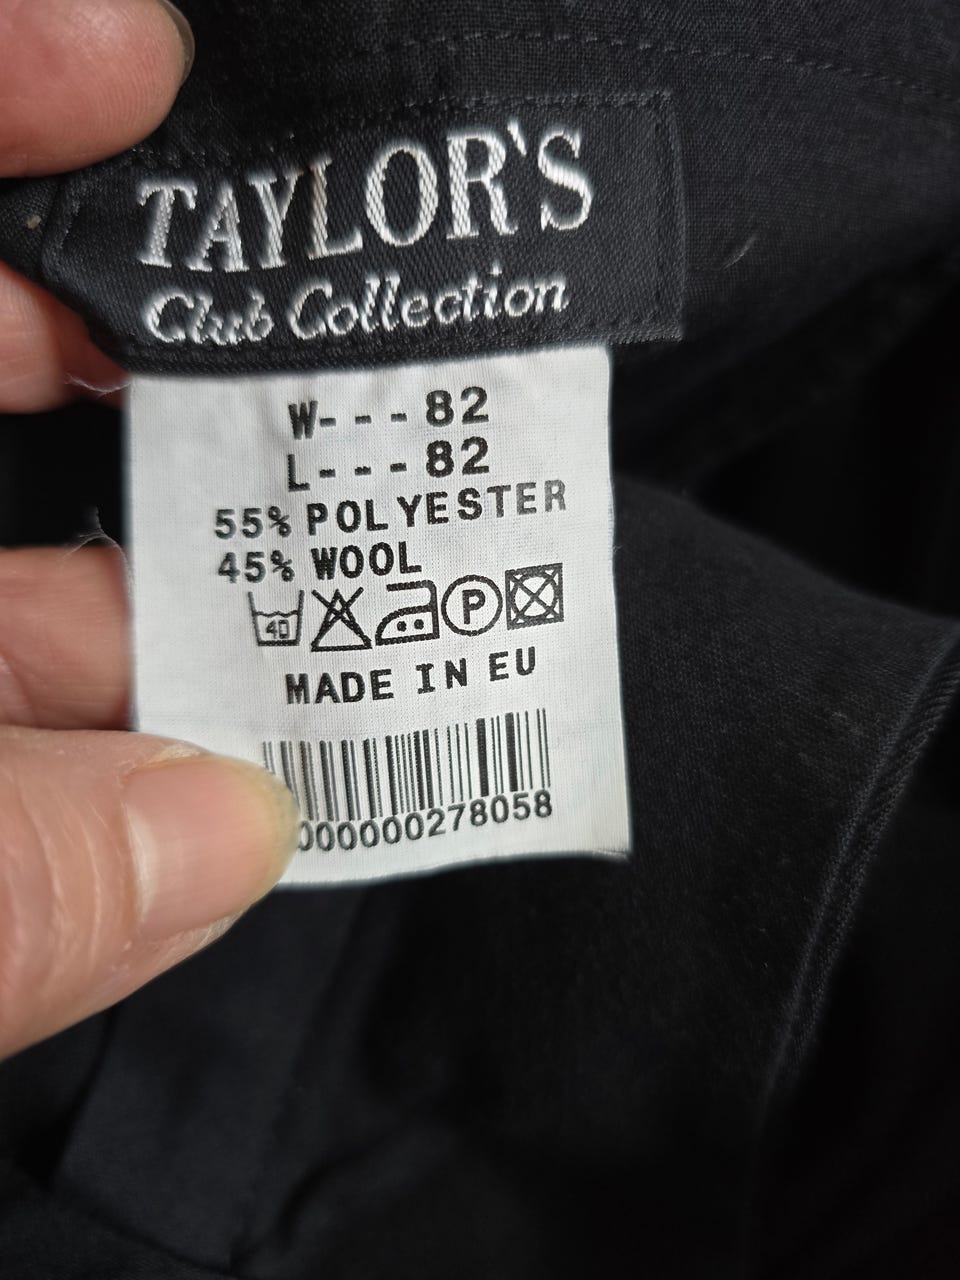 TAYLOR'S
Club Collection
W- - - 82
L- - - 82
55% POLYESTER
45% WOOL
40 P
MADE IN EU
000000278058